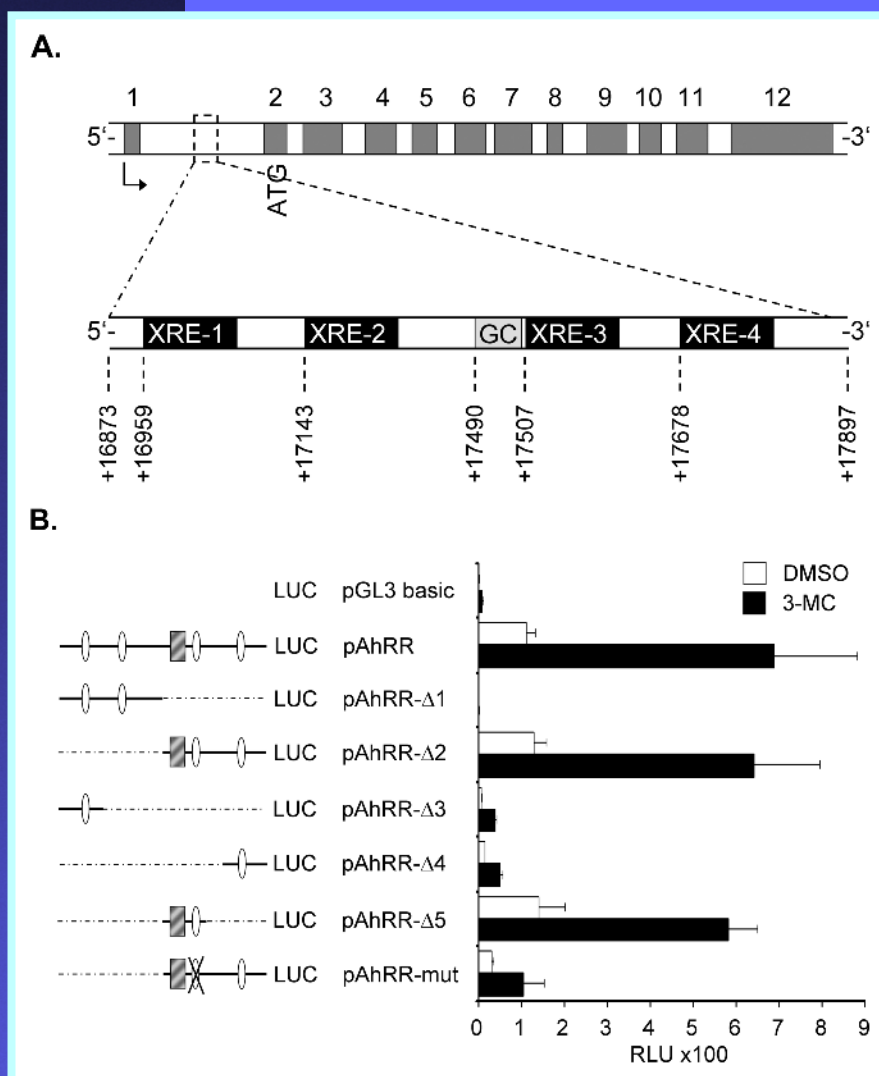 A.
1 2 3 4 5 6 7 8 9 10 11 12
5‘- -3‘
ATG
5‘- XRE-1 XRE-2 GC XRE-3 XRE-4 -3‘
+16873 +16959 +17143 +17490 +17507 +17678 +17897
B.
DMSO
3-MC
LUC pGL3 basic
LUC pAhRR
LUC pAhRR-Δ1
LUC pAhRR-Δ2
LUC pAhRR-Δ3
LUC pAhRR-Δ4
LUC pAhRR-Δ5
LUC pAhRR-mut
0 1 2 3 4 5 6 7 8 9
RLU x100